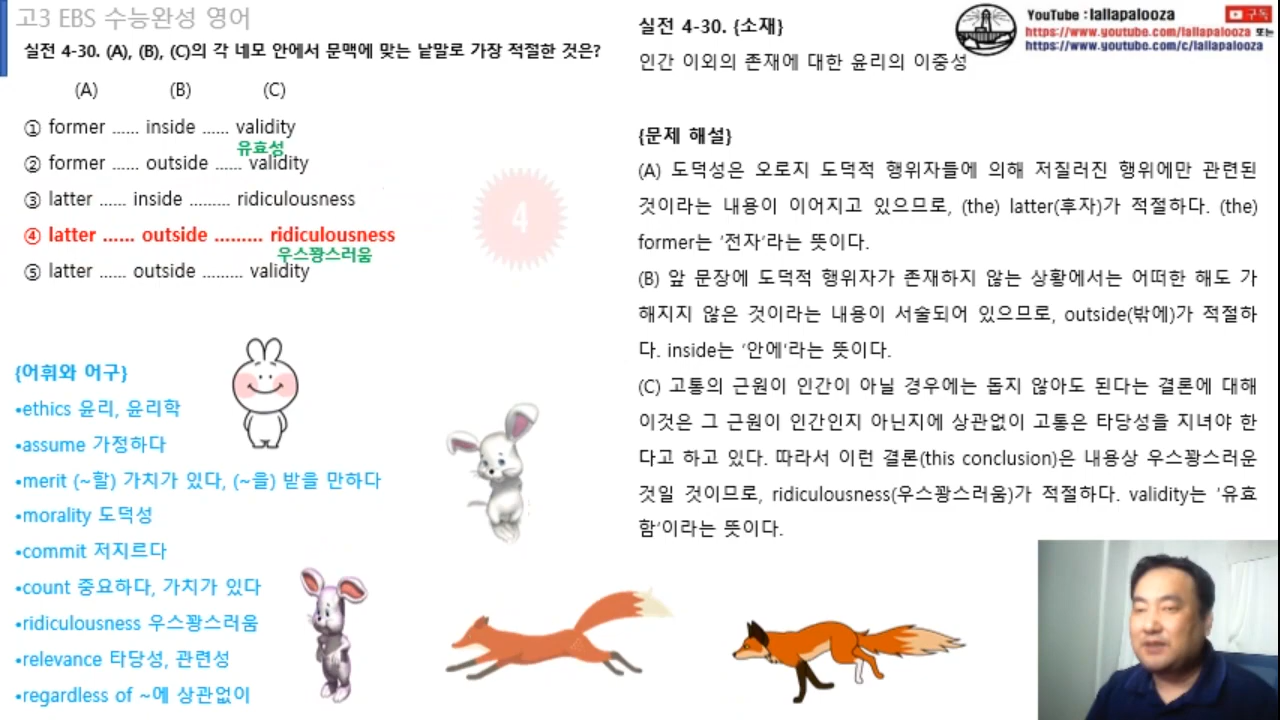 고3 EBS 수능완성 영어
실전 4-30. (A), (B), (C)의 각 네모 안에서 문맥에 맞는 낱말로 가장 적절한 것은?
(A) (B) (C)
① former ...... inside ...... validity
유효성
② former ...... outside ...... validity
③ latter ...... inside ......... ridiculousness
④ latter ...... outside ......... ridiculousness
우스꽝스러움
⑤ latter ...... outside ......... validity
4
{어휘와 어구}
•ethics 윤리, 윤리학
•assume 가정하다
•merit (~할) 가치가 있다, (~을) 받을 만하다
•morality 도덕성
•commit 저지르다
•count 중요하다, 가치가 있다
•ridiculousness 우스꽝스러움
•relevance 타당성, 관련성
•regardless of ~에 상관없이
실전 4-30. {소재}
인간 이외의 존재에 대한 윤리의 이중성
YouTube : lallapalooza 구독
https://www.youtube.com/lallapalooza 또는
https://www.youtube.com/c/lallapalooza
{문제 해설}
(A) 도덕성은 오로지 도덕적 행위자들에 의해 저질러진 행위에만 관련된
것이라는 내용이 이어지고 있으므로, (the) latter(후자)가 적절하다. (the)
former는 ‘전자’라는 뜻이다.
(B) 앞 문장에 도덕적 행위자가 존재하지 않는 상황에서는 어떠한 해도 가
해지지 않은 것이라는 내용이 서술되어 있으므로, outside(밖에)가 적절하
다. inside는 ‘안에’라는 뜻이다.
(C) 고통의 근원이 인간이 아닐 경우에는 돕지 않아도 된다는 결론에 대해
이것은 그 근원이 인간인지 아닌지에 상관없이 고통은 타당성을 지녀야 한
다고 하고 있다. 따라서 이런 결론(this conclusion)은 내용상 우스꽝스러운
것일 것이므로, ridiculousness(우스꽝스러움)가 적절하다. validity는 ‘유효
함’이라는 뜻이다.